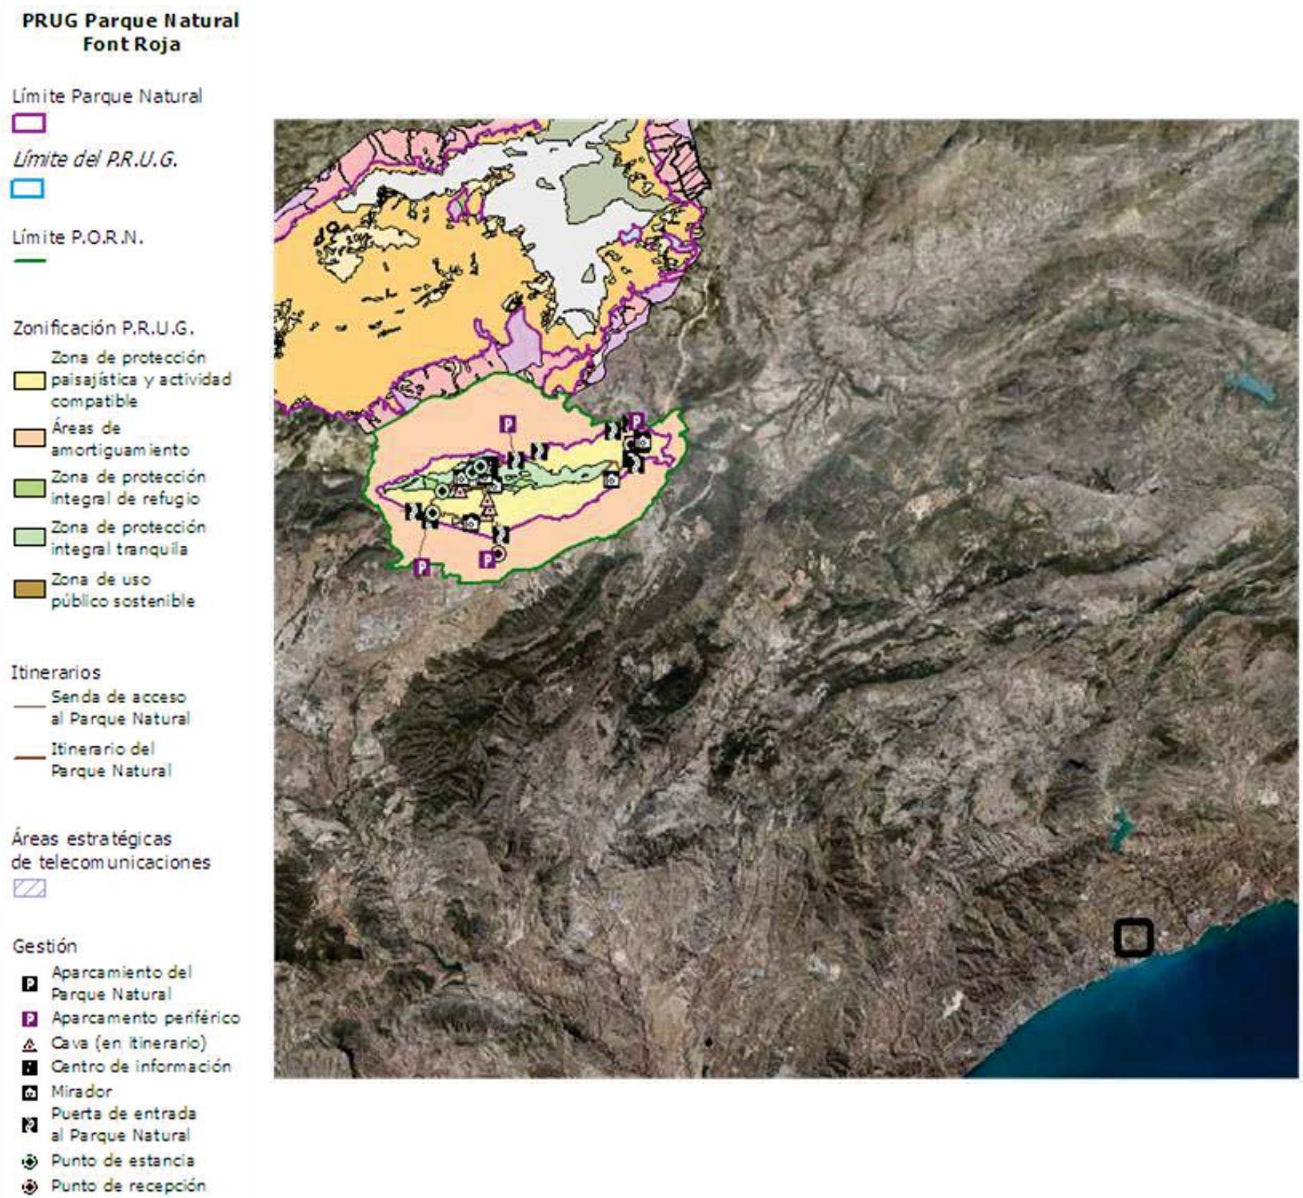 PRUG Parque Natural
Font Roja
Límite Parque Natural
Límite del P.R.U.G.
Límite P.O.R.N.
Zonificación P.R.U.G.
Zona de protección
paisajística y actividad
compatible
Áreas de
amortiguamiento
Zona de protección
integral de refugio
Zona de protección
integral tranquila
Zona de uso
público sostenible
Itinerarios
Senda de acceso
al Parque Natural
Itinerario del
Parque Natural
Áreas estratégicas
de telecomunicaciones
Gestión
P Aparcamiento del
Parque Natural
P Aparcamento periférico
Cava (en itinerario)
Centro de información
Mirador
Puerta de entrada
al Parque Natural
Punto de estancia
Punto de recepción
P
P
P
P